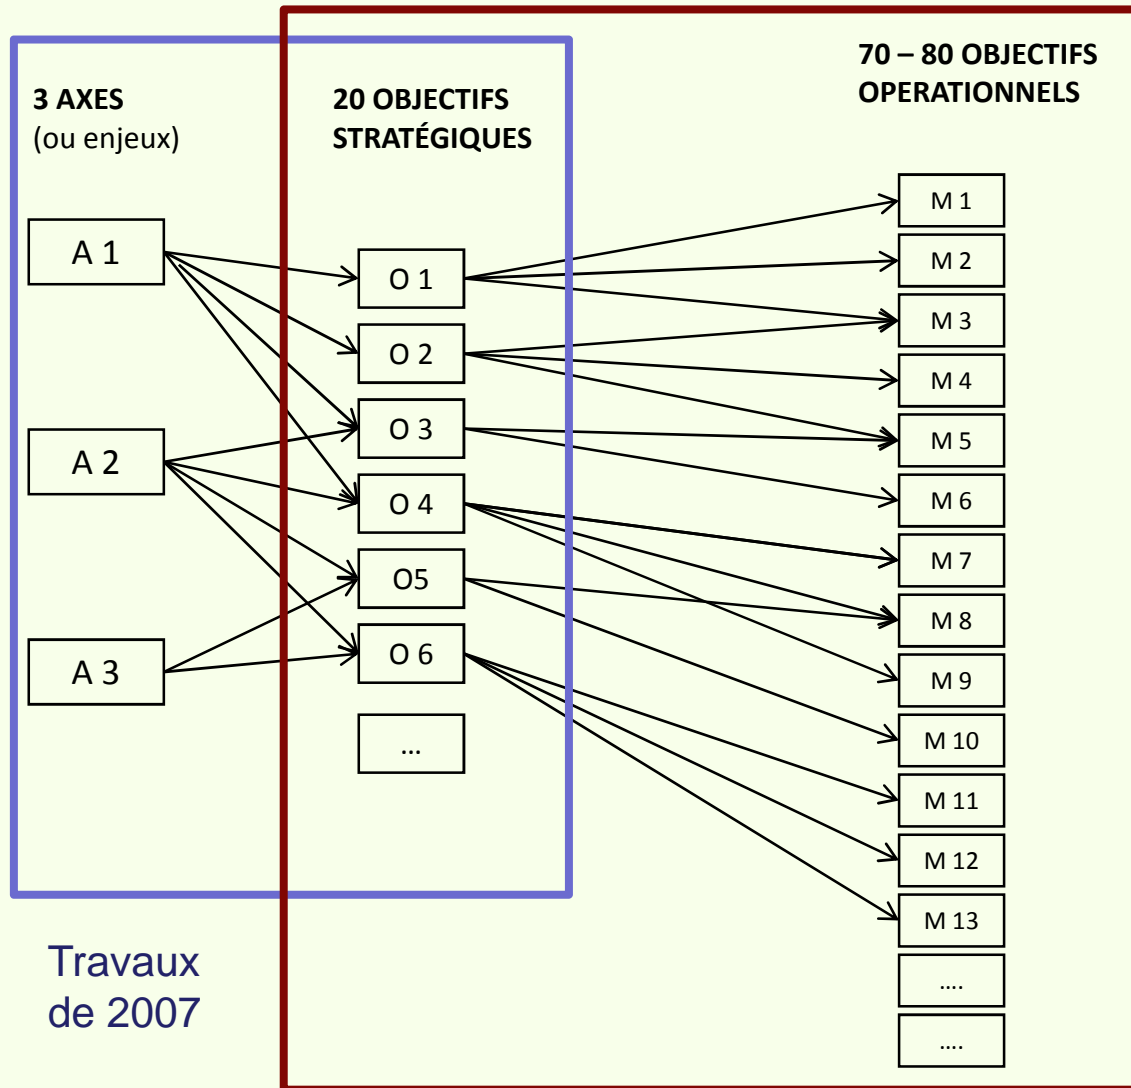 3 AXES
(ou enjeux)
20 OBJECTIFS
STRATÉGIQUES
70 – 80 OBJECTIFS
OPERATIONNELS
A 1
A 2
A 3
O 1
O 2
O 3
O 4
O5
O 6
...
M 1
M 2
M 3
M 4
M 5
M 6
M 7
M 8
M 9
M 10
M 11
M 12
M 13
....
....
Travaux
de 2007